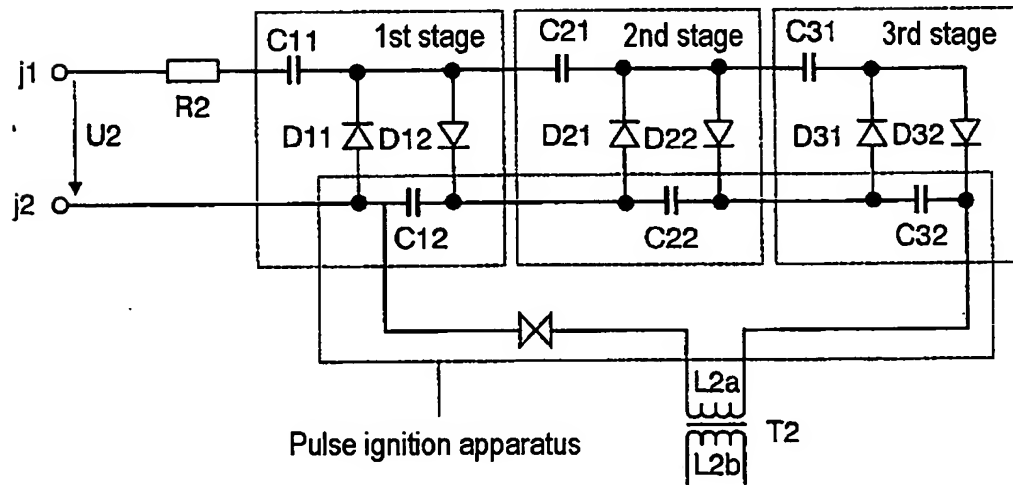 C11 1st stage C21 2nd stage C31 3rd stage
j1
R2
U2 D11 D12 D21 D22 D31 D32
j2
C12 C22 C32
L2a
T2
Pulse ignition apparatus
L2b